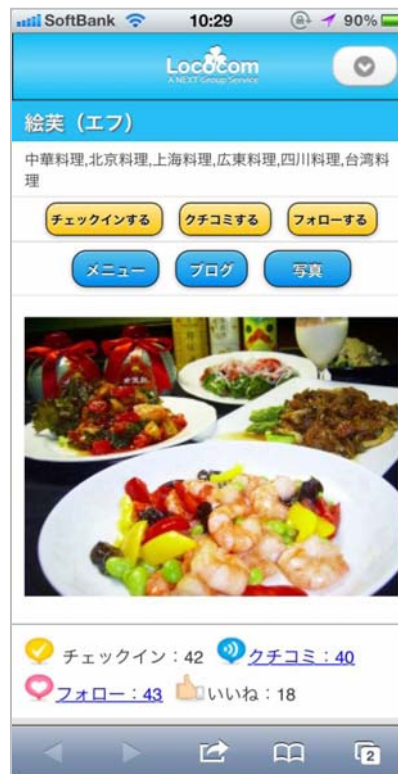 SoftBank 10:29 90%
Lococom
A NEXT Group Service
絵芙（エフ）
中華料理,北京料理,上海料理,広東料理,四川料理,台湾料
理
チェックインする クチコミする フォローする
メニュー ブログ 写真
チェックイン：42 クチコミ：40
フォロー：43 いいね：18
2